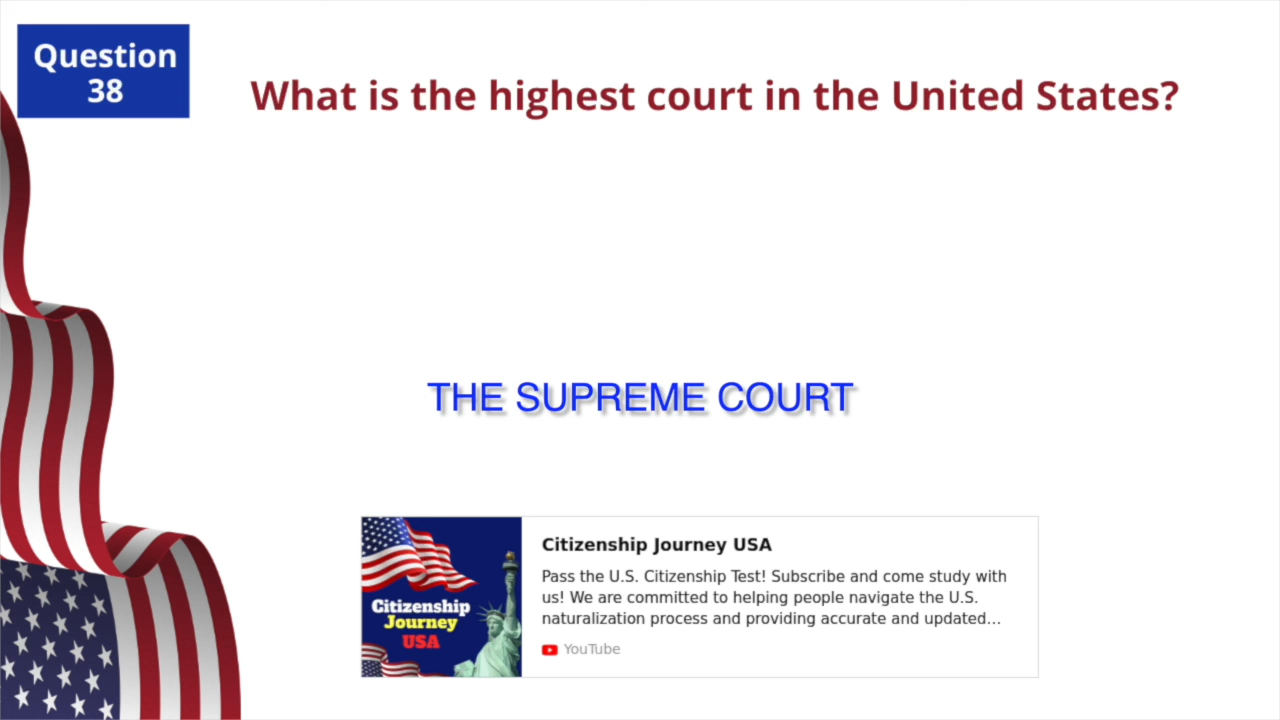 Question
38
What is the highest court in the United States?
THE SUPREME COURT
Citizenship
Journey
USA
Citizenship Journey USA
Pass the U.S. Citizenship Test! Subscribe and come study with
us! We are committed to helping people navigate the U.S.
naturalization process and providing accurate and updated...
YouTube